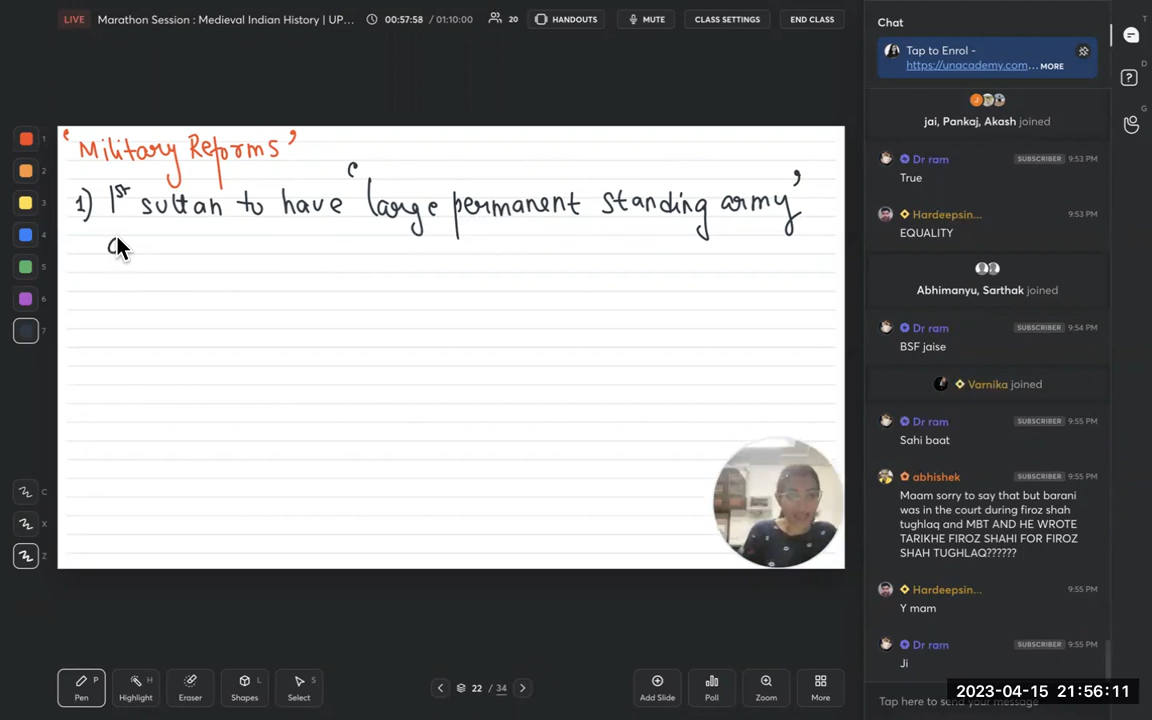 LIVE Marathon Session : Medieval Indian History | UP... 00:57:58 / 01:10:00 20 HANDOUTS MUTE CLASS SETTINGS END CLASS
'Military Reforms'
1) 1st sultan to have 'large permanent standing army'
1
2
3
4
5
6
7
C
X
Z
Pen P
Highlight H
Eraser
Shapes L
Select S
22 / 34
Add Slide
Poll
Zoom
More
Chat
Tap to Enrol -
https://unacademy.com... MORE
jai, Pankaj, Akash joined
Dr ram SUBSCRIBER 9:53 PM
True
Hardeepsin... 9:53 PM
EQUALITY
Abhimanyu, Sarthak joined
Dr ram SUBSCRIBER 9:54 PM
BSF jaise
Varnika joined
Dr ram SUBSCRIBER 9:55 PM
Sahi baat
abhishek SUBSCRIBER 9:55 PM
Maam sorry to say that but barani
was in the court during firoz shah
tughlaq and MBT AND HE WROTE
TARIKHE FIROZ SHAHI FOR FIROZ
SHAH TUGHLAQ??????
Hardeepsin... 9:55 PM
Y mam
Dr ram SUBSCRIBER 9:55 PM
Ji
Tap here to send your message
2023-04-15 21:56:11
T
D
?
G